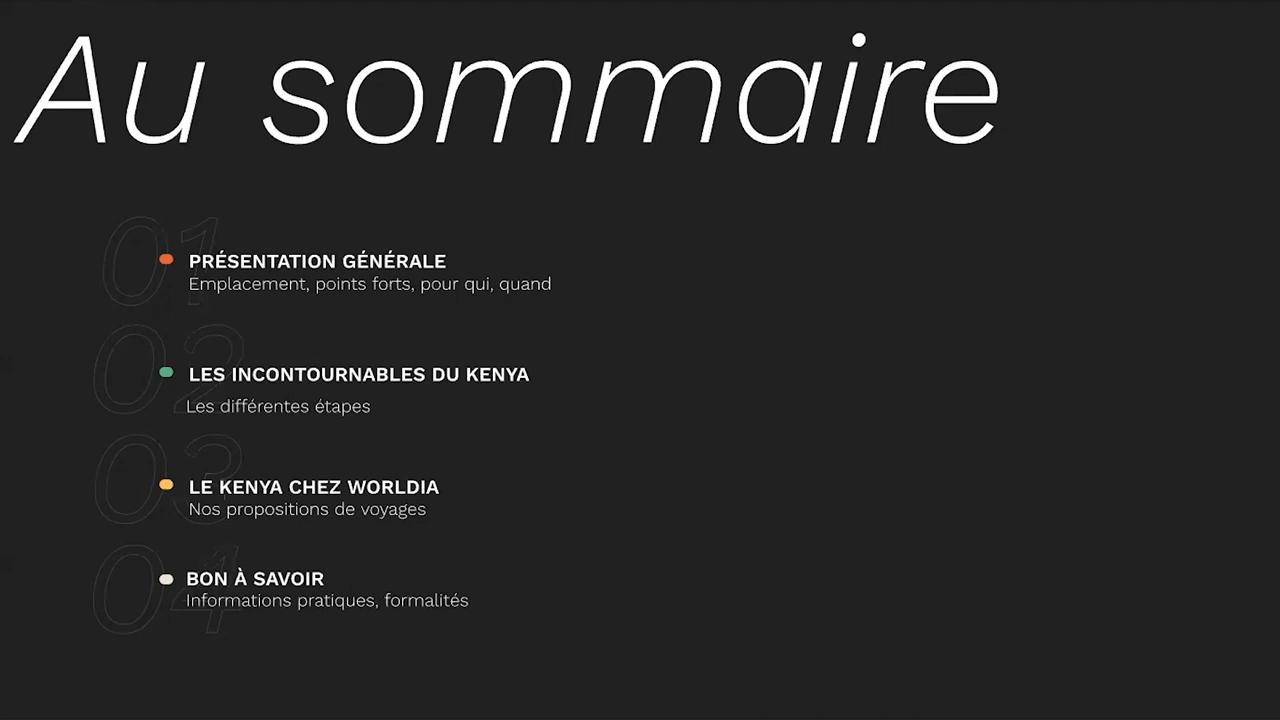 Au sommaire
01
PRÉSENTATION GÉNÉRALE
Emplacement, points forts, pour qui, quand
02
LES INCONTOURNABLES DU KENYA
Les différentes étapes
03
LE KENYA CHEZ WORLDIA
Nos propositions de voyages
04
BON À SAVOIR
Informations pratiques, formalités